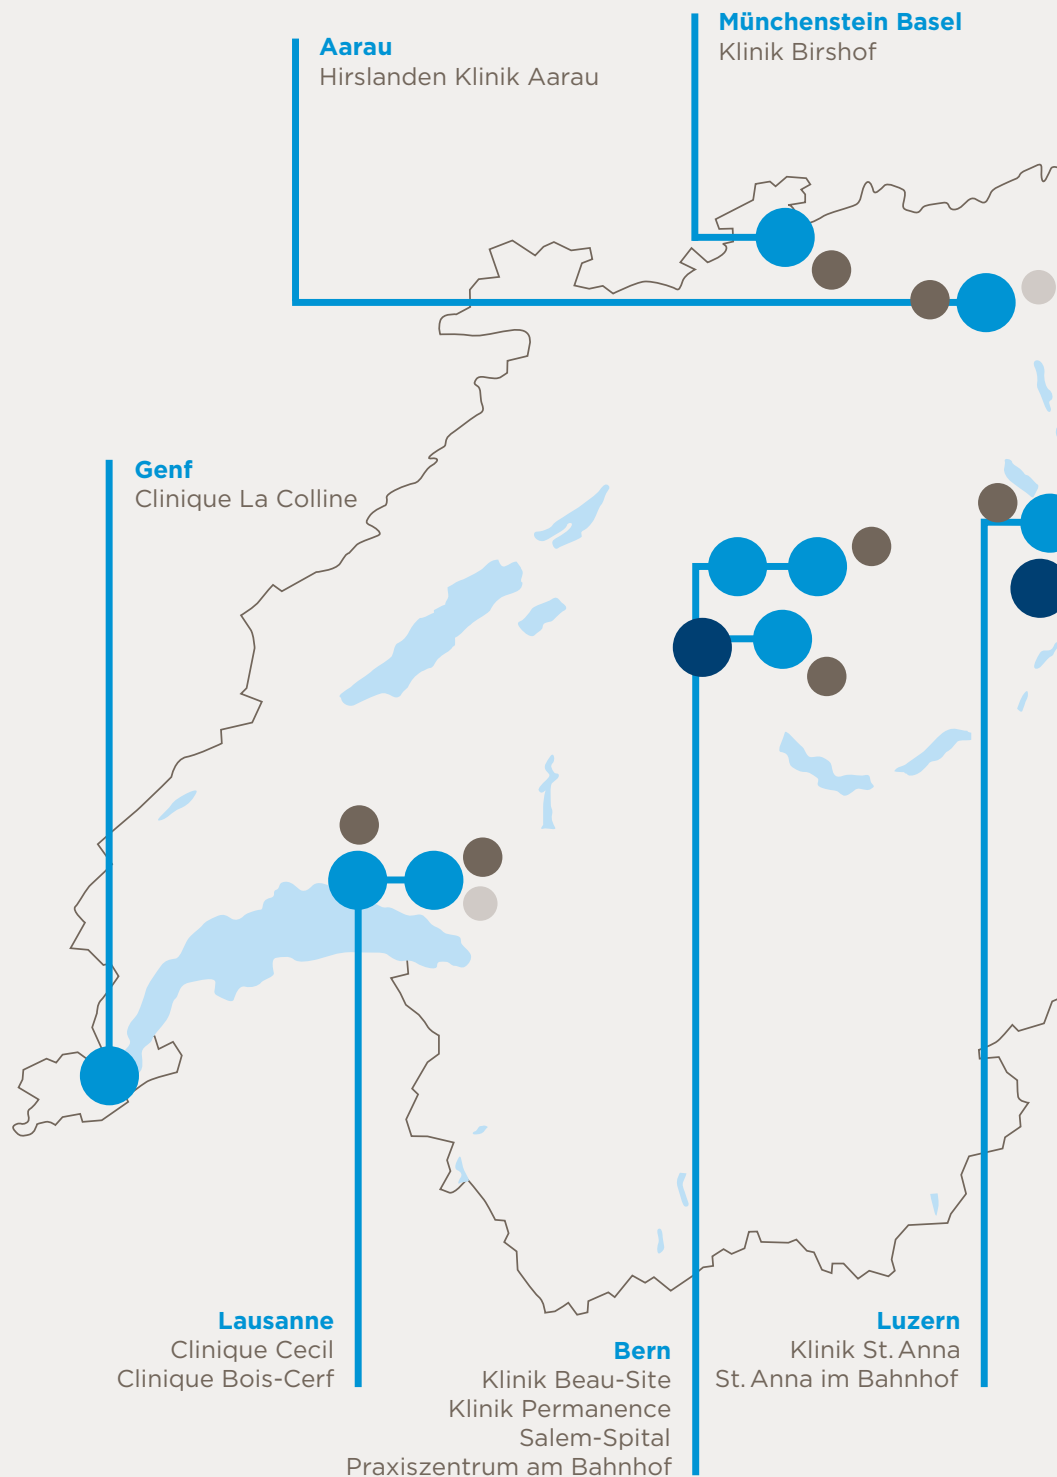 Münchenstein Basel
Klinik Birshof
Aarau
Hirslanden Klinik Aarau
Genf
Clinique La Colline
Lausanne
Clinique Cecil
Clinique Bois-Cerf
Bern
Klinik Beau-Site
Klinik Permanence
Salem-Spital
Praxiszentrum am Bahnhof
Luzern
Klinik St. Anna
St. Anna im Bahnhof